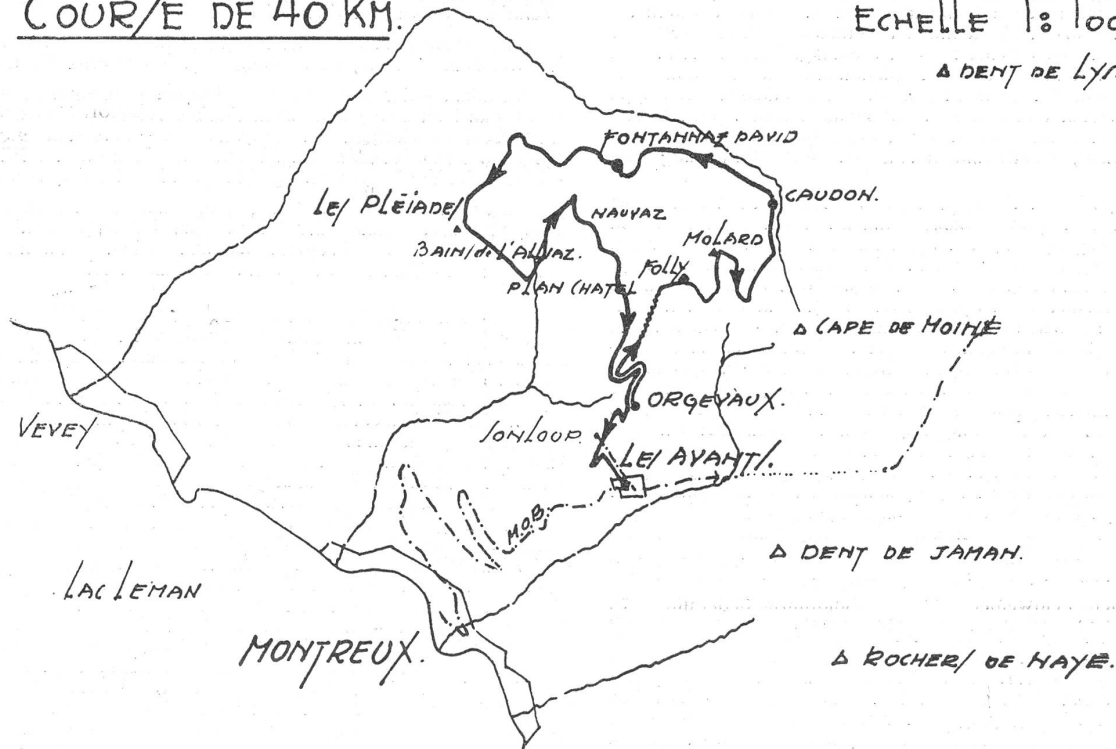 COURSE DE 40 KM.
ECHELLE 1: 100
DENT DE LYS
FONTANNAZ DAVID
LES PLÉIADES
CAUDON.
NAUVAZ
BAINS de L'ALLIAZ.
MOLARD
FOLLY
PLAN CHATEL
CAPE DE MOINE
ORGEVAUX.
VEVEY
SONLOUP.
LES AVANTS.
M.O.B.
DENT DE JAMAN.
LAC LEMAN
MONTREUX.
ROCHERS DE NAYE.